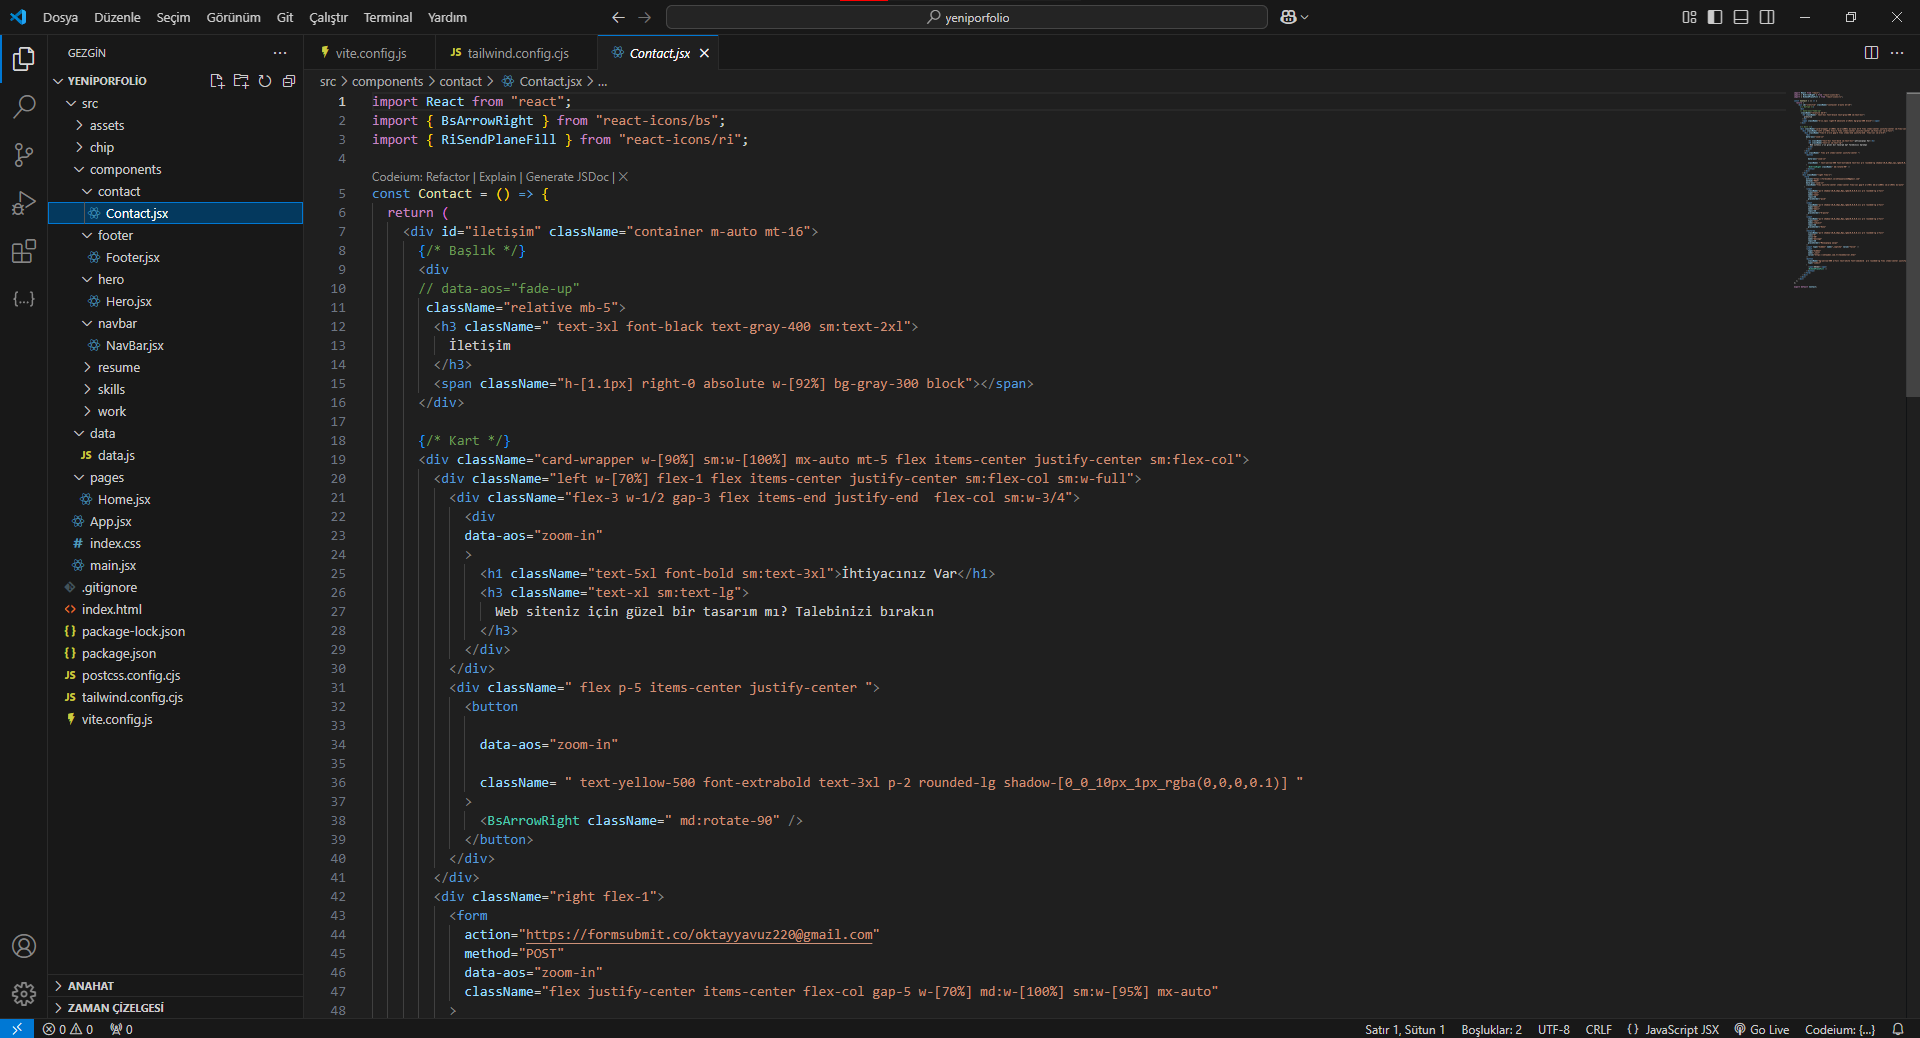 Dosya Düzenle Seçim Görünüm Git Çalıştır Terminal Yardım
yeniporfolio
GEZGİN
vite.config.js
JS tailwind.config.cjs
Contact.jsx
YENİPORFOLIO
src
assets
chip
components
contact
Contact.jsx
footer
Footer.jsx
hero
Hero.jsx
navbar
NavBar.jsx
resume
skills
work
data
JS data.js
pages
Home.jsx
App.jsx
# index.css
main.jsx
.gitignore
<> index.html
{} package-lock.json
{} package.json
JS postcss.config.cjs
JS tailwind.config.cjs
vite.config.js
ANAHAT
ZAMAN ÇİZELGESİ
src > components > contact > Contact.jsx > ...
1 import React from "react";
2 import { BsArrowRight } from "react-icons/bs";
3 import { RiSendPlaneFill } from "react-icons/ri";
4
Codeium: Refactor | Explain | Generate JSDoc | X
5 const Contact = () => {
6 return (
7 <div id="iletişim" className="container m-auto mt-16">
8 {/* Başlık */}
9 <div
10 // data-aos="fade-up"
11 className="relative mb-5">
12 <h3 className=" text-3xl font-black text-gray-400 sm:text-2xl">
13 İletişim
14 </h3>
15 <span className="h-[1.1px] right-0 absolute w-[92%] bg-gray-300 block"></span>
16 </div>
17
18 {/* Kart */}
19 <div className="card-wrapper w-[90%] sm:w-[100%] mx-auto mt-5 flex items-center justify-center sm:flex-col">
20 <div className="left w-[70%] flex-1 flex items-center justify-center sm:flex-col sm:w-full">
21 <div className="flex-3 w-1/2 gap-3 flex items-end justify-end  flex-col sm:w-3/4">
22 <div
23 data-aos="zoom-in"
24 >
25 <h1 className="text-5xl font-bold sm:text-3xl">İhtiyacınız Var</h1>
26 <h3 className="text-xl sm:text-lg">
27 Web siteniz için güzel bir tasarım mı? Talebinizi bırakın
28 </h3>
29 </div>
30 </div>
31 <div className=" flex p-5 items-center justify-center ">
32 <button
33
34 data-aos="zoom-in"
35
36 className= " text-yellow-500 font-extrabold text-3xl p-2 rounded-lg shadow-[0_0_10px_1px_rgba(0,0,0,0.1)] "
37 >
38 <BsArrowRight className=" md:rotate-90" />
39 </button>
40 </div>
41 </div>
42 <div className="right flex-1">
43 <form
44 action="https://formsubmit.co/oktayyavuz220@gmail.com"
45 method="POST"
46 data-aos="zoom-in"
47 className="flex justify-center items-center flex-col gap-5 w-[70%] md:w-[100%] sm:w-[95%] mx-auto"
48 >
0 0 0
Satır 1, Sütun 1 Boşluklar: 2 UTF-8 CRLF {} JavaScript JSX Go Live Codeium: {...}